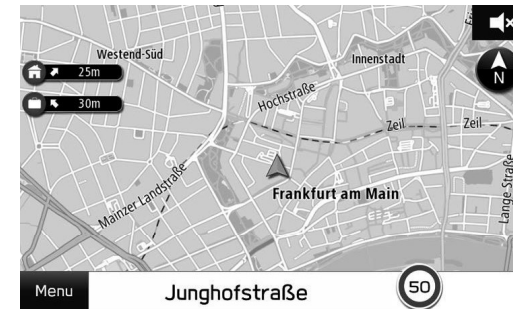 Westend-Süd
Innenstadt
25m
Hochstraße
30m
Zeil
Zeil
N
Mainzer Landstraße
Frankfurt am Main
Lange Straße
Menu
Junghofstraße
50